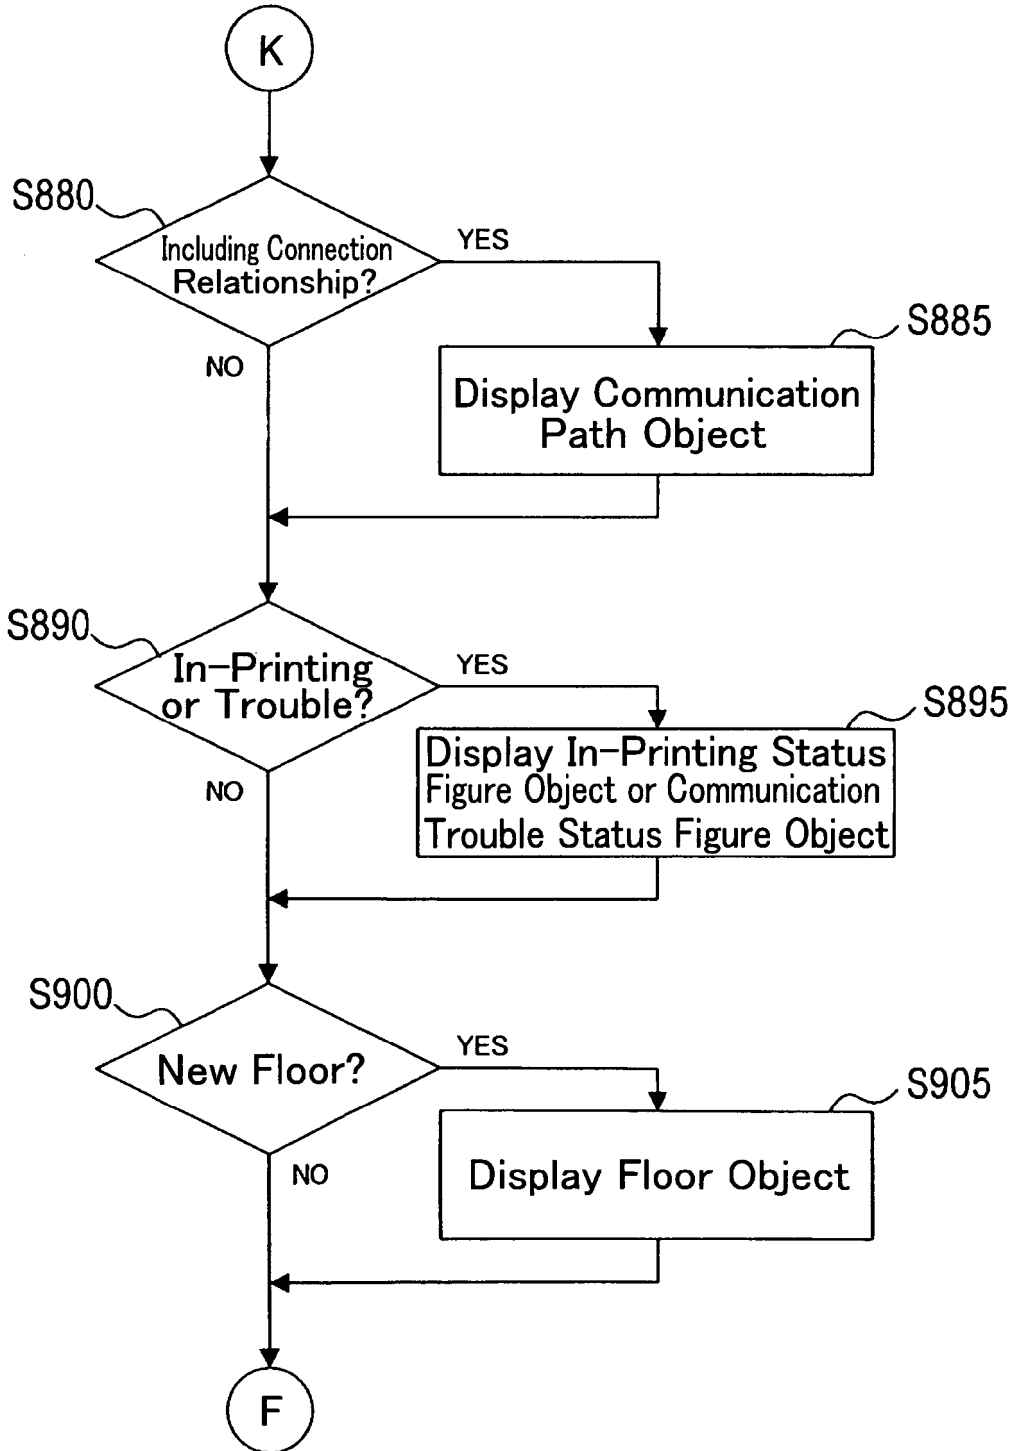 K
S880
Including Connection
Relationship?
YES
NO
S885
Display Communication
Path Object
S890
In-Printing
or Trouble?
YES
NO
S895
Display In-Printing Status
Figure Object or Communication
Trouble Status Figure Object
S900
New Floor?
YES
NO
S905
Display Floor Object
F